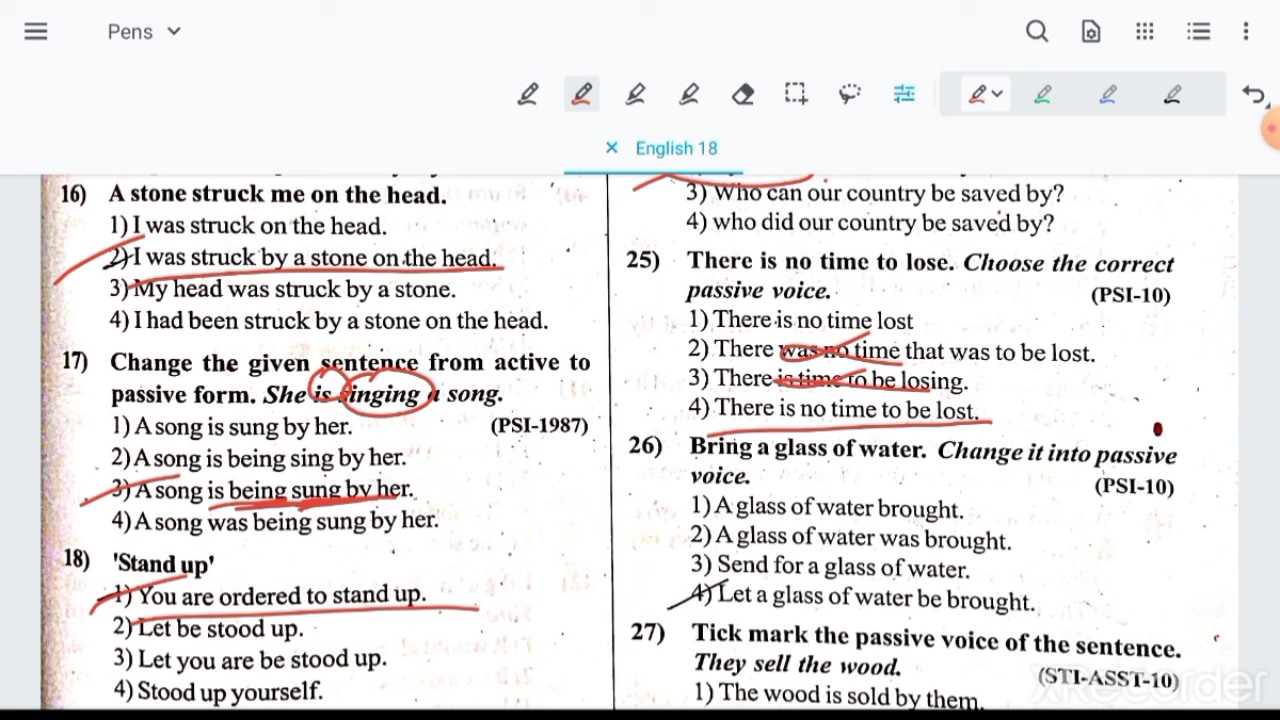 Pens
English 18
16) A stone struck me on the head.
1) I was struck on the head.
2) I was struck by a stone on the head.
3) My head was struck by a stone.
4) I had been struck by a stone on the head.
17) Change the given sentence from active to
passive form. She is singing a song.
1) A song is sung by her. (PSI-1987)
2) A song is being sing by her.
3) A song is being sung by her.
4) A song was being sung by her.
18) 'Stand up'
1) You are ordered to stand up.
2) Let be stood up.
3) Let you are be stood up.
4) Stood up yourself.
3) Who can our country be saved by?
4) who did our country be saved by?
25) There is no time to lose. Choose the correct
passive voice. (PSI-10)
1) There is no time lost
2) There was no time that was to be lost.
3) There is time to be losing.
4) There is no time to be lost.
26) Bring a glass of water. Change it into passive
voice. (PSI-10)
1) A glass of water brought.
2) A glass of water was brought.
3) Send for a glass of water.
4) Let a glass of water be brought.
27) Tick mark the passive voice of the sentence.
They sell the wood. (STI-ASST-10)
1) The wood is sold by them.
XRecorder